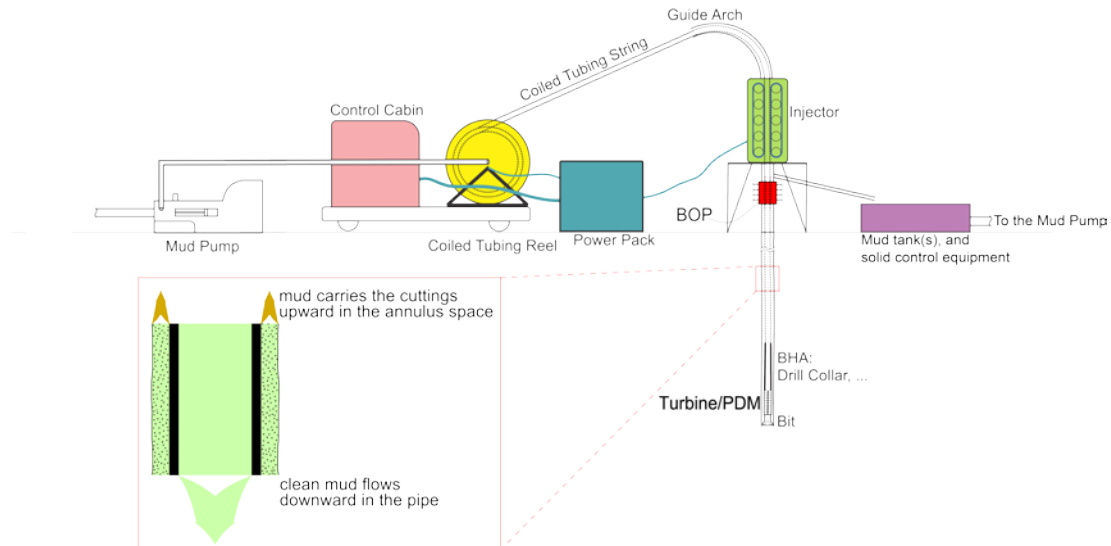 Guide Arch
Coiled Tubing String
Control Cabin
Injector
BOP
To the Mud Pump
Mud Pump
Coiled Tubing Reel
Power Pack
Mud tank(s), and
solid control equipment
mud carries the cuttings
upward in the annulus space
BHA:
Drill Collar, ...
Turbine/PDM
Bit
clean mud flows
downward in the pipe